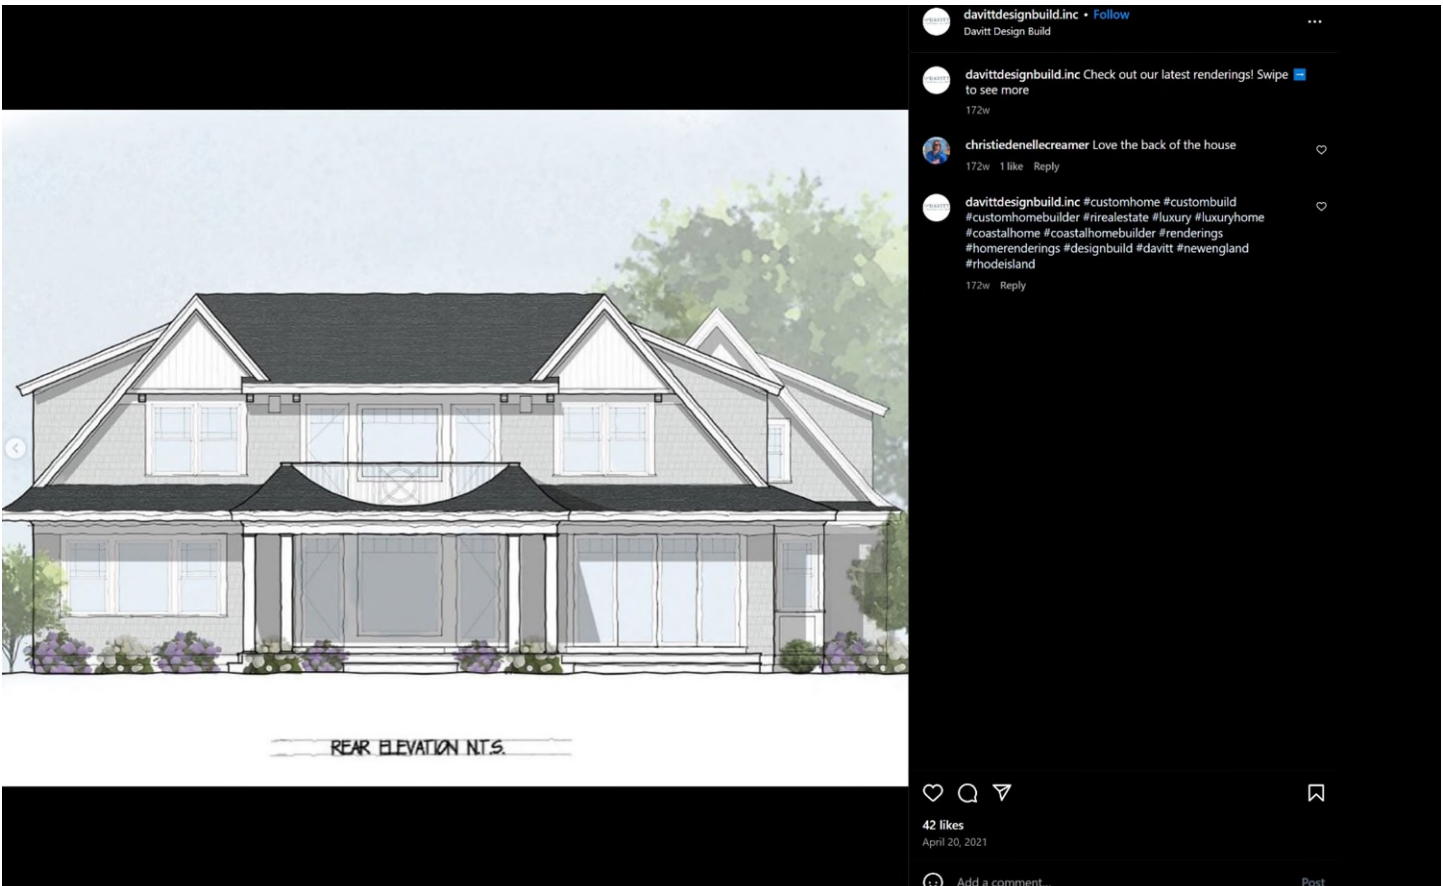 davittdesignbuild.inc • Follow
Davitt Design Build
davittdesignbuild.inc Check out our latest renderings! Swipe ➡️
to see more
172w
christiedenellecreamer Love the back of the house
172w 1 like Reply
davittdesignbuild.inc #customhome #custombuild
#customhomebuilder #rirealestate #luxury #luxuryhome
#coastalhome #coastalhomebuilder #renderings
#homerenderings #designbuild #davitt #newengland
#rhodeisland
172w Reply
REAR ELEVATION N.T.S.
42 likes
April 20, 2021
Add a comment...
Post